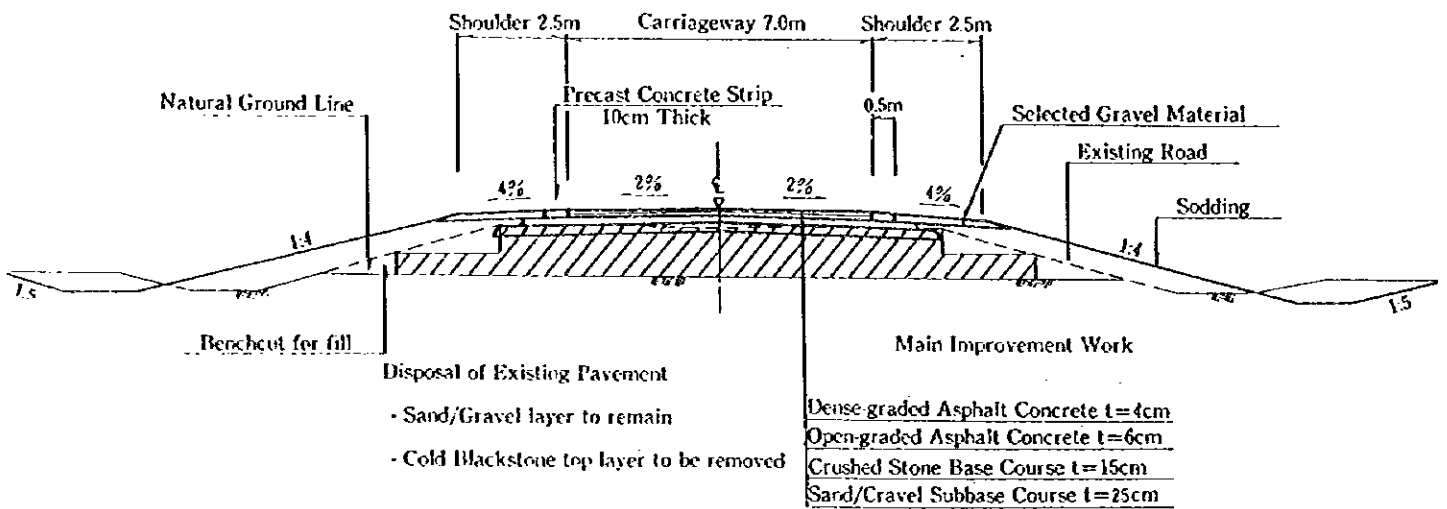 Shoulder 2.5m Carriageway 7.0m Shoulder 2.5m
Natural Ground Line
Precast Concrete Strip
10cm Thick
0.5m
Selected Gravel Material
Existing Road
Sodding
4% 2% 2% 4%
1:4 1:4
1:5 1:5
Benchcut for fill
Main Improvement Work
Disposal of Existing Pavement
- Sand/Gravel layer to remain
- Cold Blackstone top layer to be removed
Dense-graded Asphalt Concrete t=4cm
Open-graded Asphalt Concrete t=6cm
Crushed Stone Base Course t=15cm
Sand/Cravel Subbase Course t=25cm